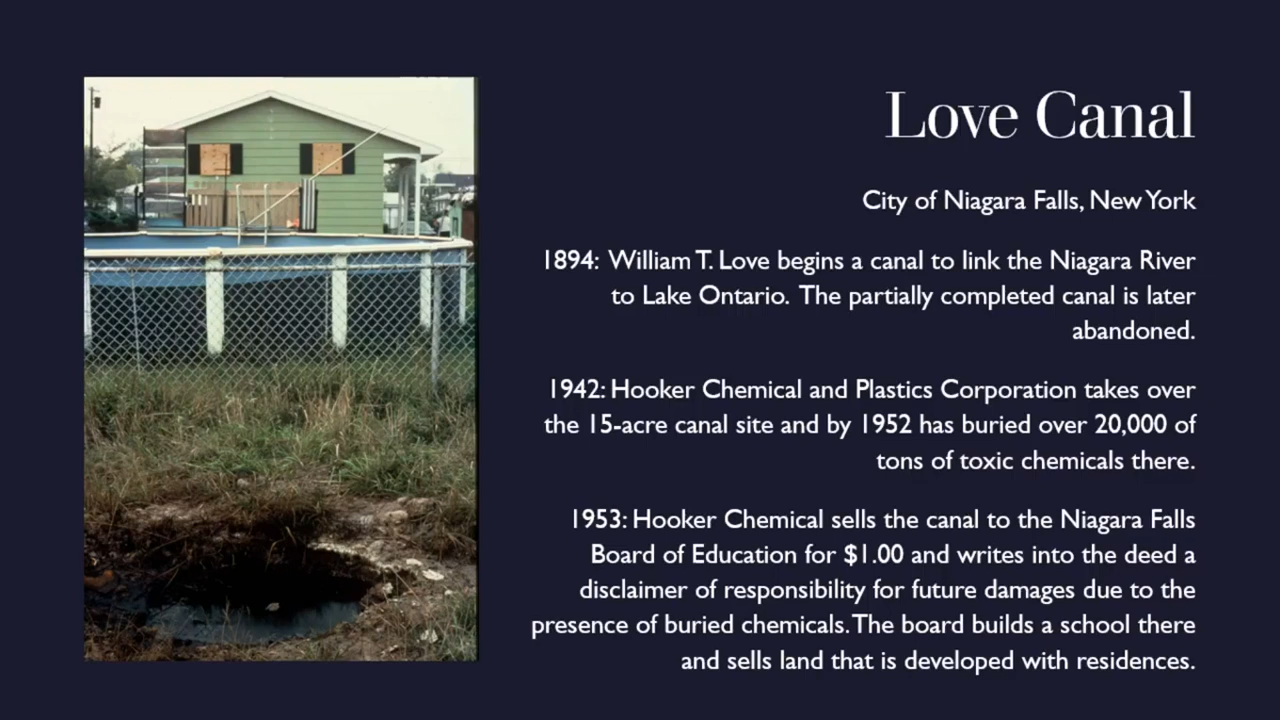 Love Canal
City of Niagara Falls, New York
1894: William T. Love begins a canal to link the Niagara River
to Lake Ontario. The partially completed canal is later
abandoned.
1942: Hooker Chemical and Plastics Corporation takes over
the 15-acre canal site and by 1952 has buried over 20,000 of
tons of toxic chemicals there.
1953: Hooker Chemical sells the canal to the Niagara Falls
Board of Education for $1.00 and writes into the deed a
disclaimer of responsibility for future damages due to the
presence of buried chemicals. The board builds a school there
and sells land that is developed with residences.